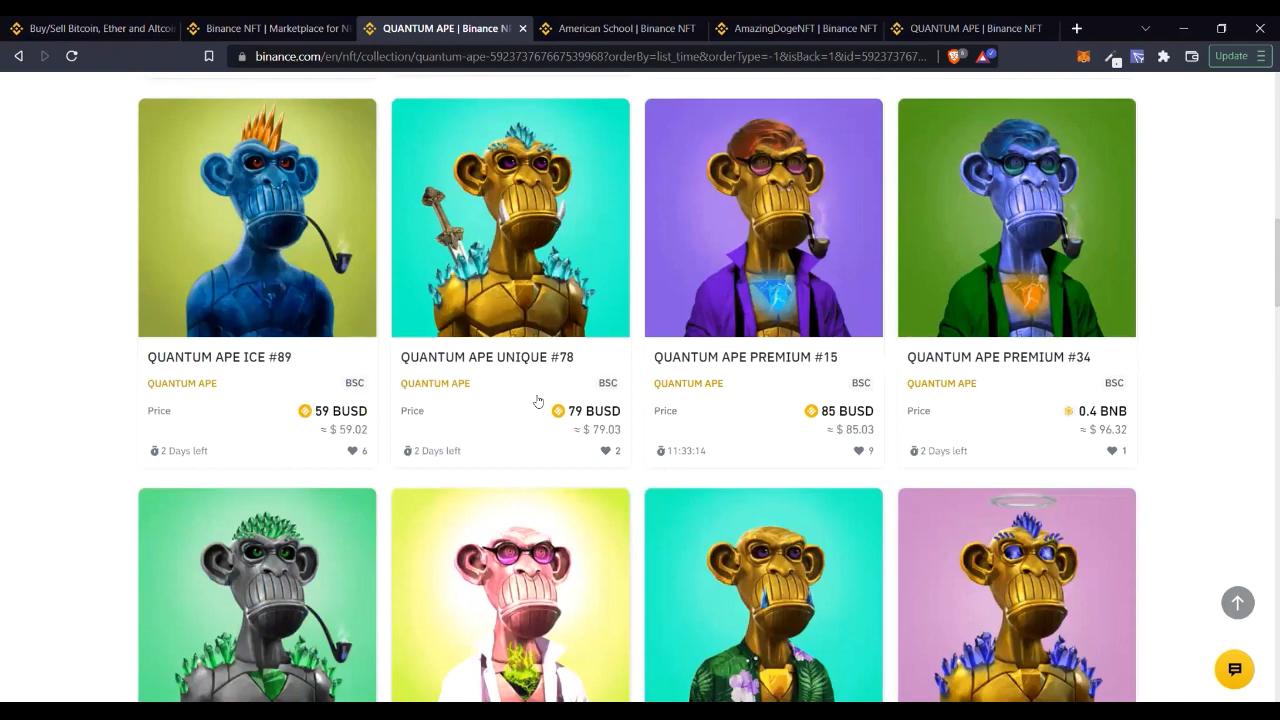 Buy/Sell Bitcoin, Ether and Altcoi
Binance NFT | Marketplace for N
QUANTUM APE | Binance NF
American School | Binance NFT
AmazingDogeNFT | Binance NFT
QUANTUM APE | Binance NFT
binance.com/en/nft/collection/quantum-ape-592373767667539968?orderBy=list_time&orderType=-1&isBack=1&id=592373767...
Update
QUANTUM APE ICE #89
QUANTUM APE BSC
Price 59 BUSD
≈ $ 59.02
2 Days left 6
QUANTUM APE UNIQUE #78
QUANTUM APE BSC
Price 79 BUSD
≈ $ 79.03
2 Days left 2
QUANTUM APE PREMIUM #15
QUANTUM APE BSC
Price 85 BUSD
≈ $ 85.03
11:33:14 9
QUANTUM APE PREMIUM #34
QUANTUM APE BSC
Price 0.4 BNB
≈ $ 96.32
2 Days left 1